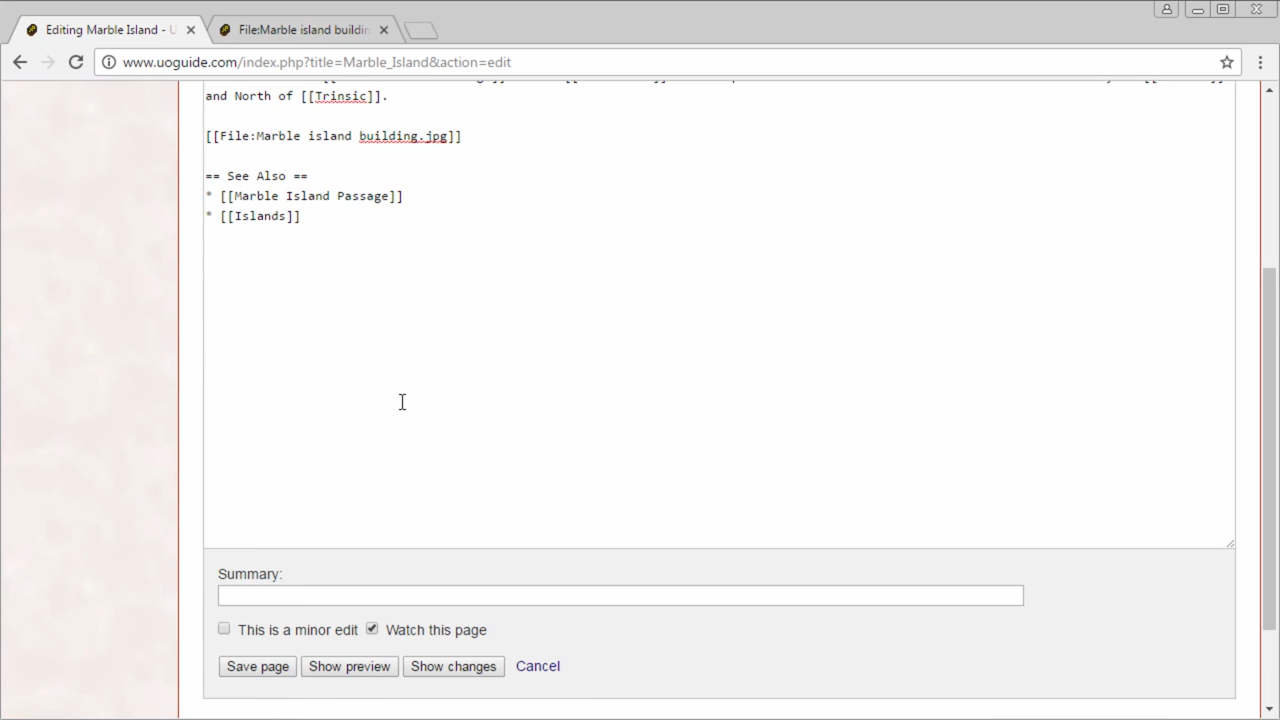 Editing Marble Island - U
File:Marble island buildin
www.uoguide.com/index.php?title=Marble_Island&action=edit
and North of [[Trinsic]].
[[File:Marble island building.jpg]]
== See Also ==
* [[Marble Island Passage]]
* [[Islands]]
Summary:
This is a minor edit Watch this page
Save page Show preview Show changes Cancel